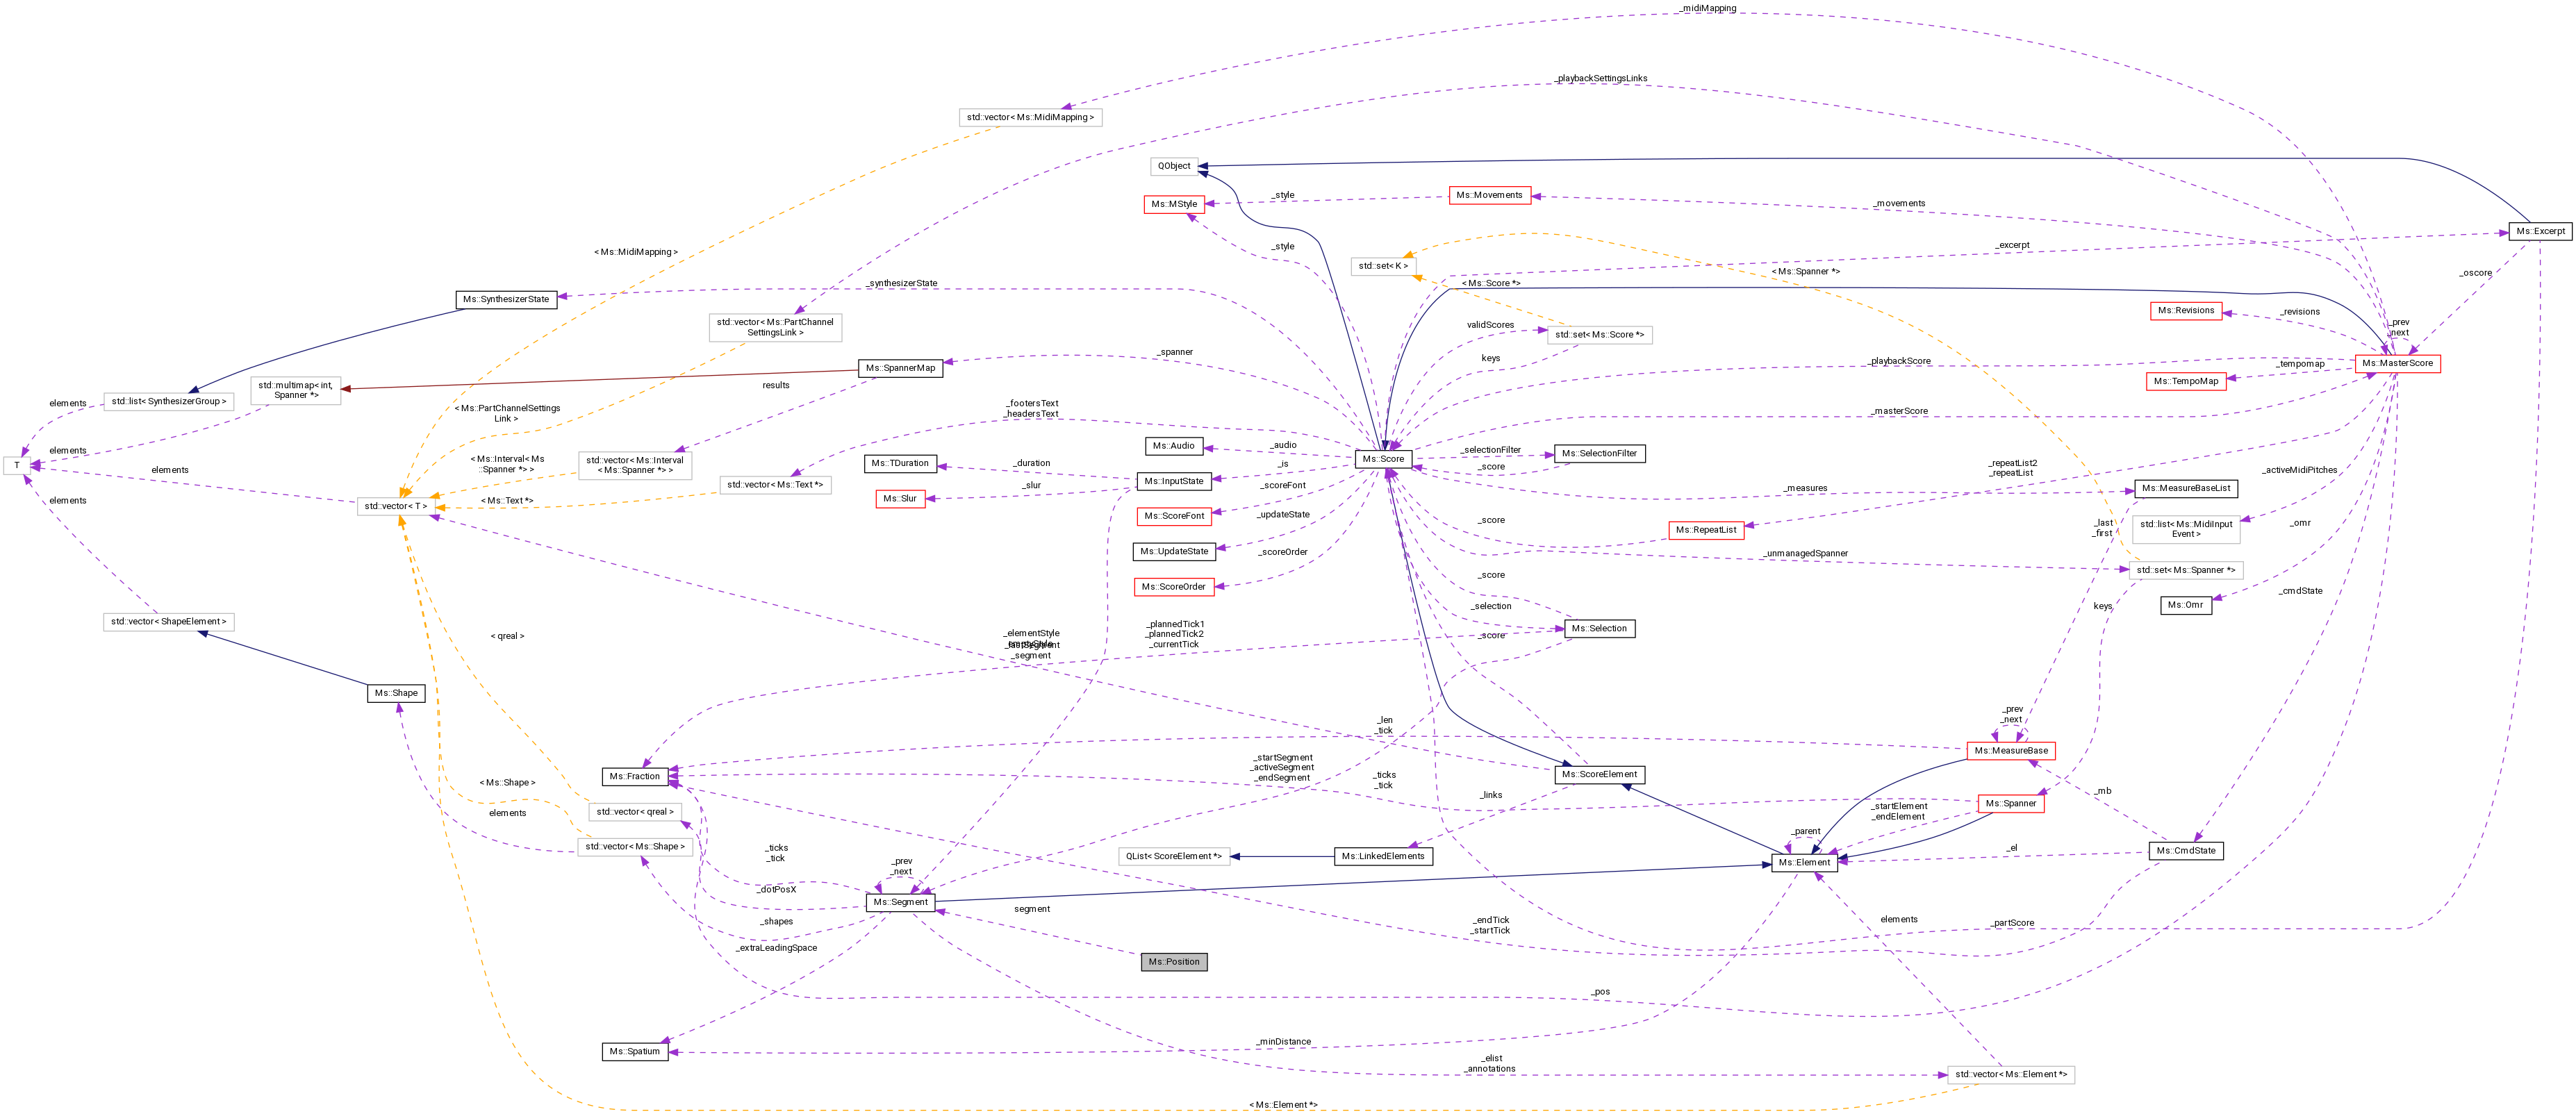 _midiMapping
_playbackSettingsLinks
std::vector< Ms::MidiMapping >
QObject
_style
Ms::Movements
Ms::MStyle
_movements
Ms::Excerpt
_style
_excerpt
< Ms::MidiMapping >
std::set< K >
< Ms::Spanner *>
_oscore
_synthesizerState
< Ms::Score *>
Ms::SynthesizerState
Ms::Revisions
_revisions
std::vector< Ms::PartChannel
SettingsLink >
validScores
std::set< Ms::Score *>
_prev
_next
_spanner
keys
_playbackScore
Ms::MasterScore
_tempomap
Ms::SpannerMap
Ms::TempoMap
results
std::multimap< int,
Spanner *>
elements
std::list< SynthesizerGroup >
< Ms::PartChannelSettings
Link >
_footersText
_headersText
_masterScore
elements
Ms::Audio
_audio
_selectionFilter
Ms::SelectionFilter
T
elements
< Ms::Interval< Ms
::Spanner *> >
std::vector< Ms::Interval
< Ms::Spanner *> >
Ms::TDuration
_duration
_is
Ms::Score
_score
_repeatList2
_repeatList
_activeMidiPitches
Ms::InputState
std::vector< Ms::Text *>
_slur
_scoreFont
_measures
Ms::MeasureBaseList
elements
std::vector< T >
< Ms::Text *>
Ms::Slur
Ms::ScoreFont
_updateState
_score
Ms::RepeatList
_last
_first
std::list< Ms::MidiInput
Event >
_omr
Ms::UpdateState
_scoreOrder
_unmanagedSpanner
std::set< Ms::Spanner *>
_score
Ms::ScoreOrder
_cmdState
_selection
keys
Ms::Omr
std::vector< ShapeElement >
< qreal >
_elementStyle
_segment
_plannedTick1
_plannedTick2
_currentTick
_score
Ms::Selection
Ms::Shape
_len
_tick
_prev
_next
Ms::MeasureBase
Ms::Fraction
< Ms::Shape >
_startSegment
_activeSegment
_endSegment
_ticks
_tick
Ms::ScoreElement
_links
_mb
Ms::Spanner
std::vector< qreal >
elements
_startElement
_endElement
_parent
std::vector< Ms::Shape >
_ticks
_tick
QList< ScoreElement *>
Ms::LinkedElements
Ms::Element
_el
Ms::CmdState
_prev
_next
_dotPosX
Ms::Segment
segment
_shapes
_endTick
_startTick
elements
_partScore
_extraLeadingSpace
Ms::Position
_pos
Ms::Spatium
_minDistance
_elist
_annotations
std::vector< Ms::Element *>
< Ms::Element *>